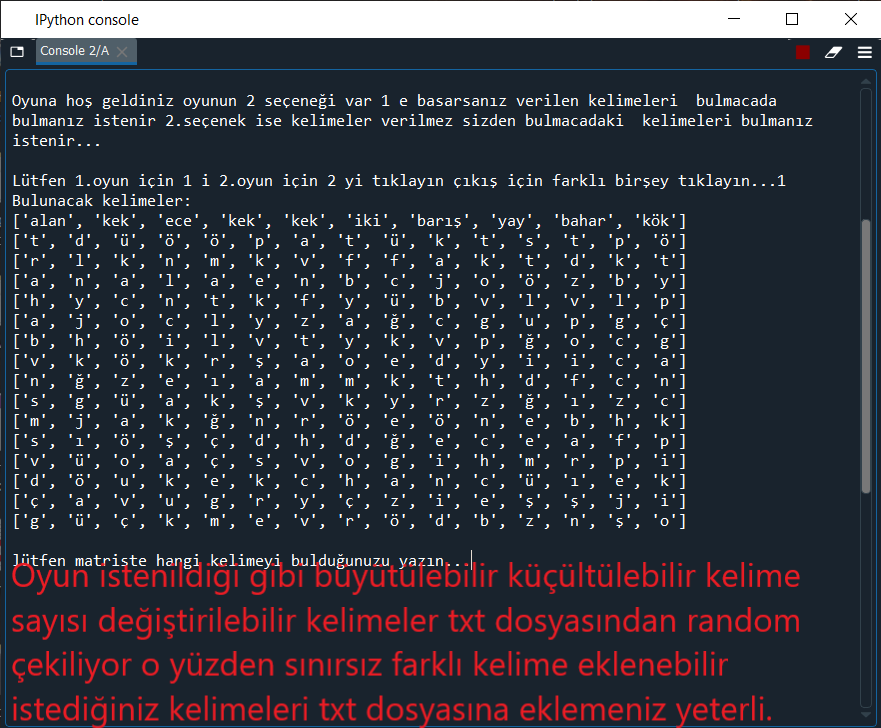 IPython console
Console 2/A
Oyuna hoş geldiniz oyunun 2 seçeneği var 1 e basarsanız verilen kelimeleri  bulmacada
bulmanız istenir 2.seçenek ise kelimeler verilmez sizden bulmacadaki  kelimeleri bulmanız
istenir...
Lütfen 1.oyun için 1 i 2.oyun için 2 yi tıklayın çıkış için farklı birşey tıklayın...1
Bulunacak kelimeler:
['alan', 'kek', 'ece', 'kek', 'kek', 'iki', 'barış', 'yay', 'bahar', 'kök']
['t', 'd', 'ü', 'ö', 'ö', 'p', 'a', 't', 'ü', 'k', 't', 's', 't', 'p', 'ö']
['r', 'l', 'k', 'n', 'm', 'k', 'v', 'f', 'f', 'a', 'k', 't', 'd', 'k', 't']
['a', 'n', 'a', 'l', 'a', 'e', 'n', 'b', 'c', 'j', 'o', 'ö', 'z', 'b', 'y']
['h', 'y', 'c', 'n', 't', 'k', 'f', 'y', 'ü', 'b', 'v', 'l', 'v', 'l', 'p']
['a', 'j', 'o', 'c', 'l', 'y', 'z', 'a', 'ğ', 'c', 'g', 'u', 'p', 'g', 'ç']
['b', 'h', 'ö', 'i', 'l', 'v', 't', 'y', 'k', 'v', 'p', 'ğ', 'o', 'c', 'g']
['v', 'k', 'ö', 'k', 'r', 'ş', 'a', 'o', 'e', 'd', 'y', 'i', 'i', 'c', 'a']
['n', 'ğ', 'z', 'e', 'ı', 'a', 'm', 'm', 'k', 't', 'h', 'd', 'f', 'c', 'n']
['s', 'g', 'ü', 'a', 'k', 'ş', 'v', 'k', 'y', 'r', 'z', 'ğ', 'ı', 'z', 'c']
['m', 'j', 'a', 'k', 'ğ', 'n', 'r', 'ö', 'e', 'ö', 'n', 'e', 'b', 'h', 'k']
['s', 'ı', 'ö', 'ş', 'ç', 'd', 'h', 'd', 'ğ', 'e', 'c', 'e', 'a', 'f', 'p']
['v', 'ü', 'o', 'a', 'ç', 's', 'v', 'o', 'g', 'i', 'h', 'm', 'r', 'p', 'i']
['d', 'ö', 'u', 'k', 'e', 'k', 'c', 'h', 'a', 'n', 'c', 'ü', 'ı', 'e', 'k']
['ç', 'a', 'v', 'u', 'g', 'r', 'y', 'ç', 'z', 'i', 'e', 'ş', 'ş', 'j', 'i']
['g', 'ü', 'ç', 'k', 'm', 'e', 'v', 'r', 'ö', 'd', 'b', 'z', 'n', 'ş', 'o']
lütfen matriste hangi kelimeyi bulduğunuzu yazın...
Oyun istenildiği gibi büyütülebilir küçültülebilir kelime
sayısı değiştirilebilir kelimeler txt dosyasından random
çekiliyor o yüzden sınırsız farklı kelime eklenebilir
istediğiniz kelimeleri txt dosyasına eklemeniz yeterli.